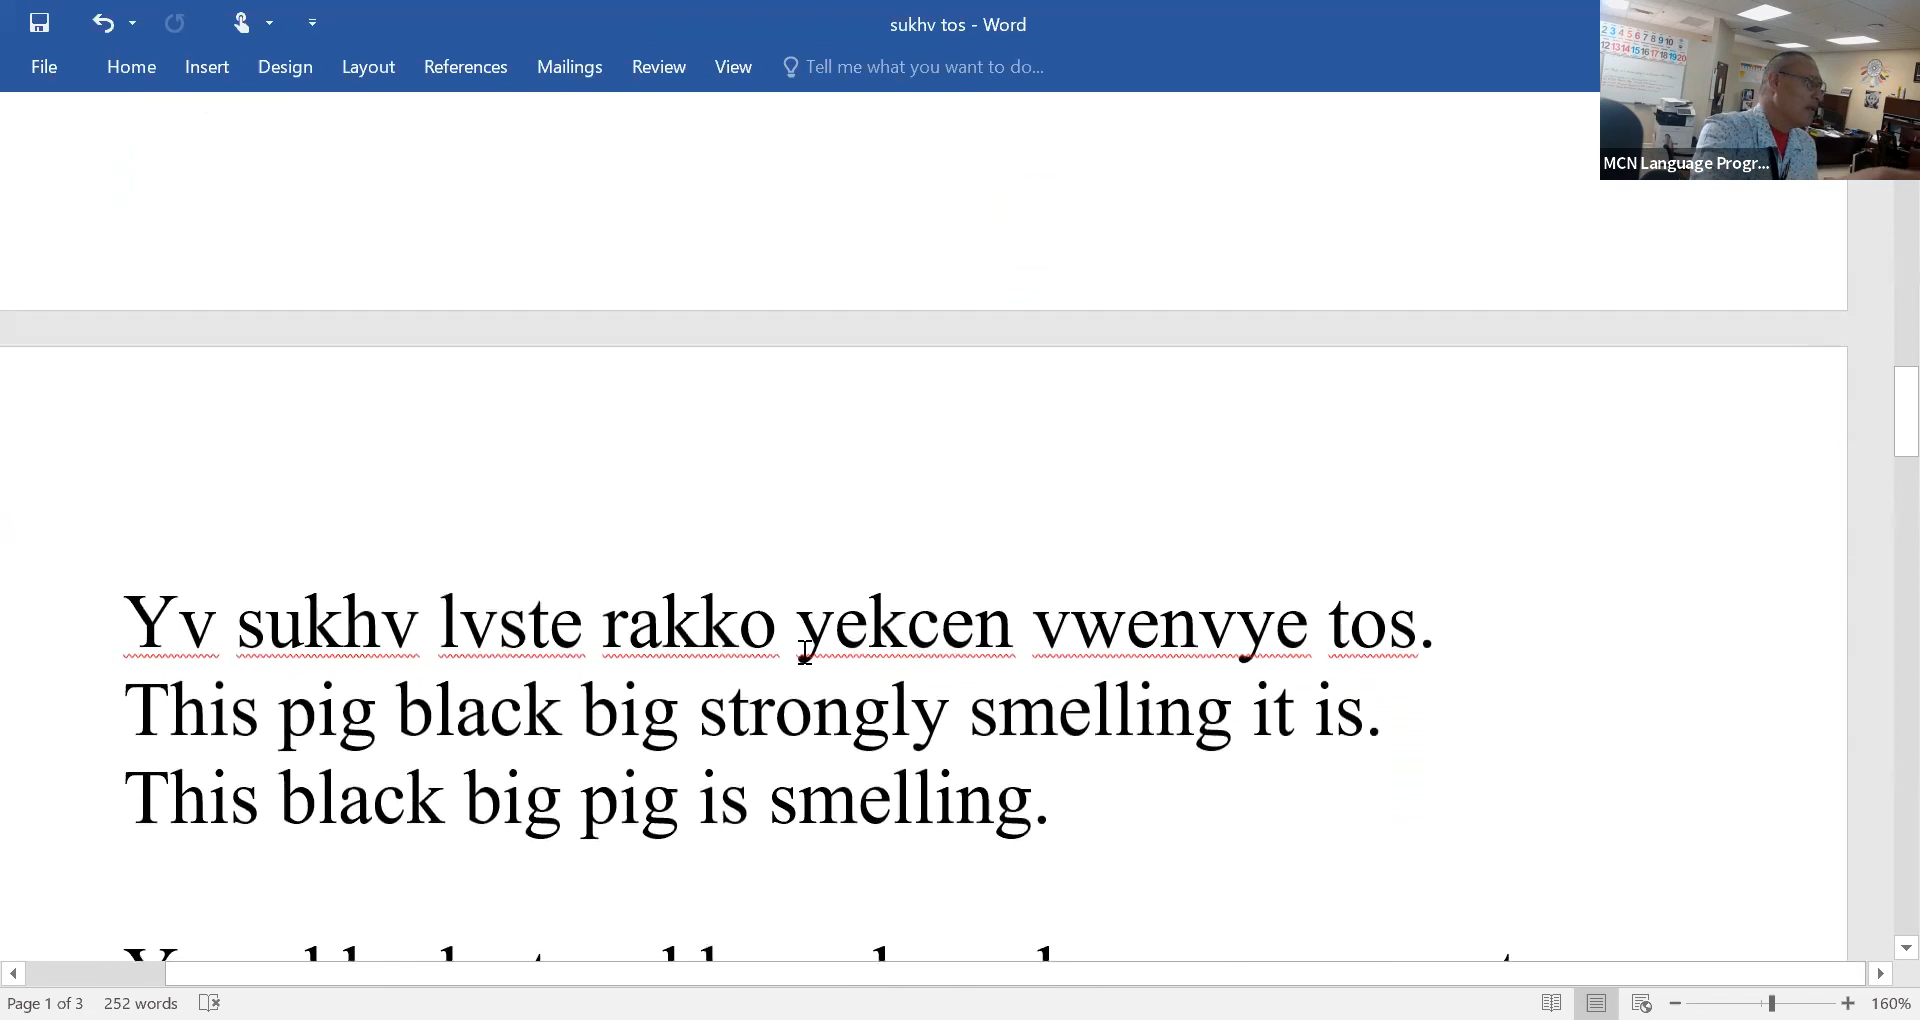 sukhv tos - Word
File Home Insert Design Layout References Mailings Review View Tell me what you want to do...
MCN Language Progr...
Yv sukhv lvste rakko yekcen vwenvye tos.
This pig black big strongly smelling it is.
This black big pig is smelling.
Page 1 of 3 252 words 160%